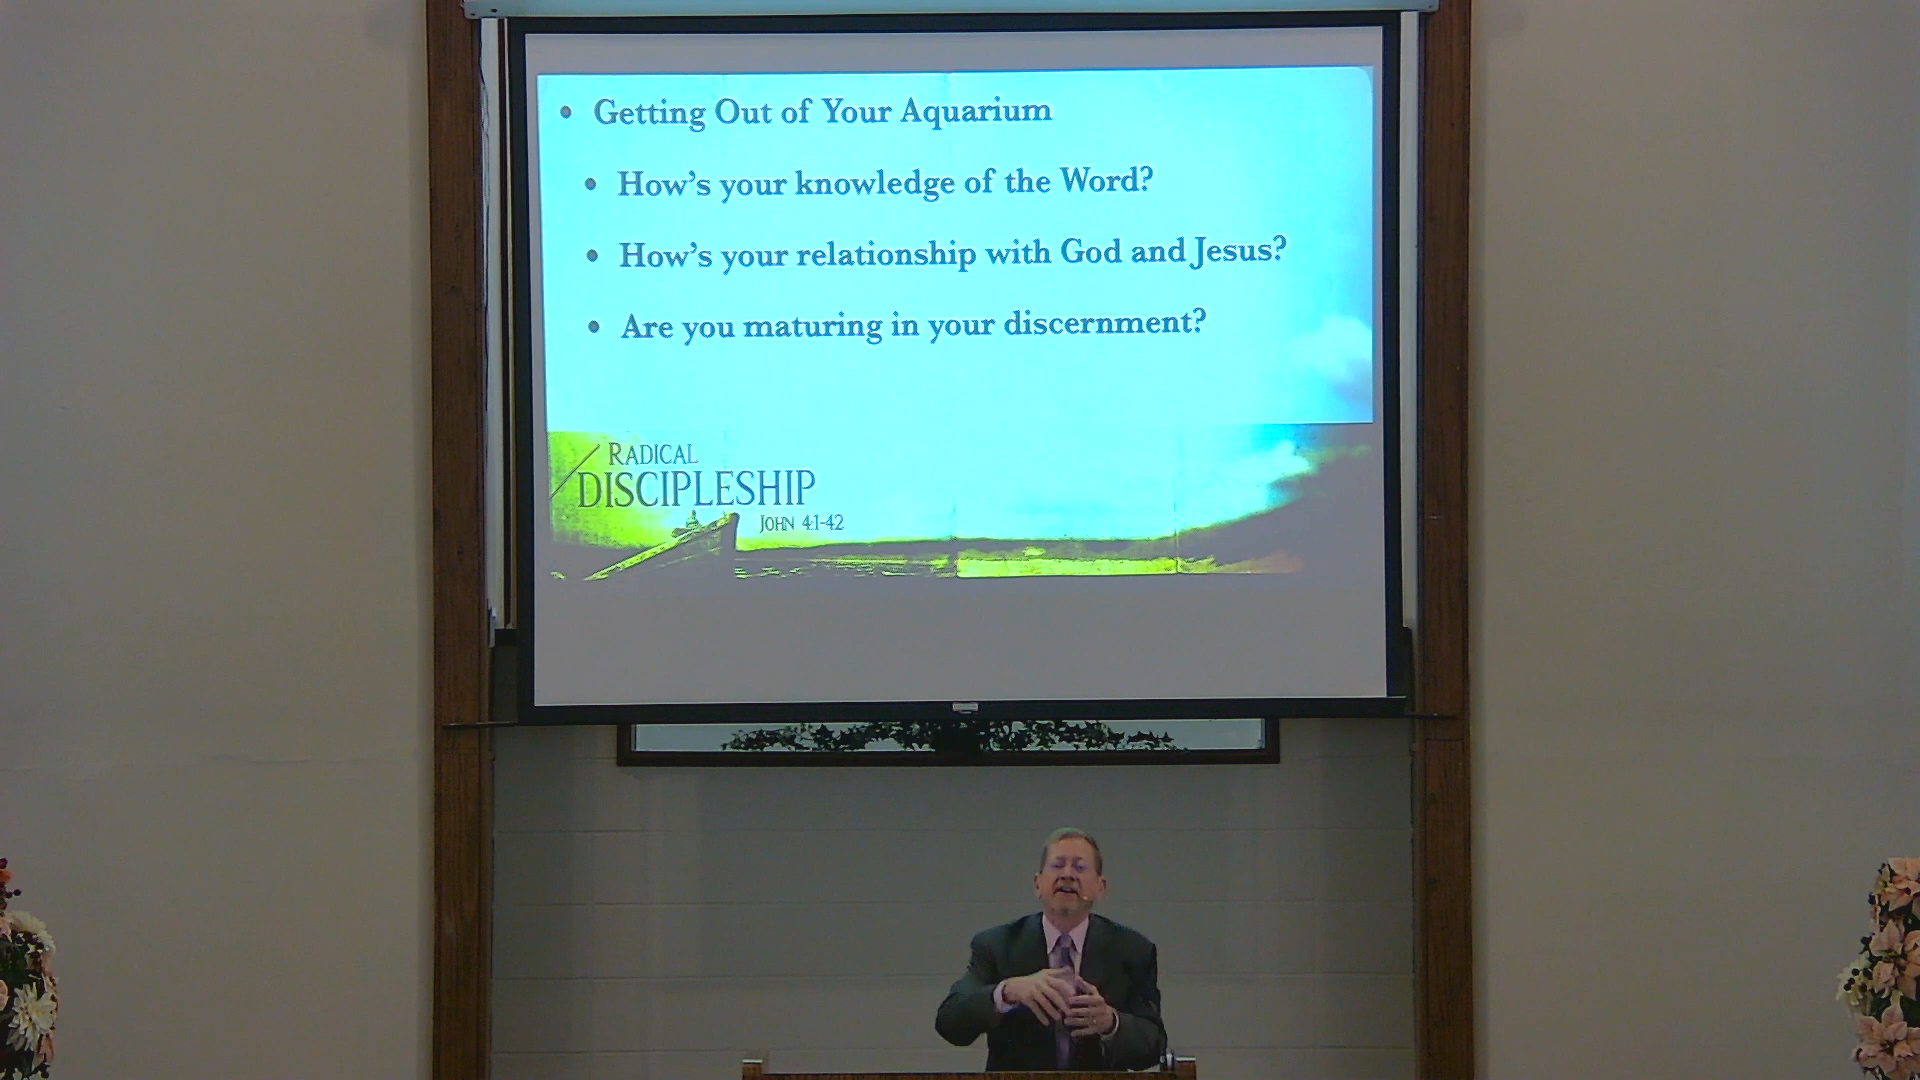 Getting Out of Your Aquarium
How's your knowledge of the Word?
How's your relationship with God and Jesus?
Are you maturing in your discernment?
RADICAL
DISCIPLESHIP
JOHN 4:1-42